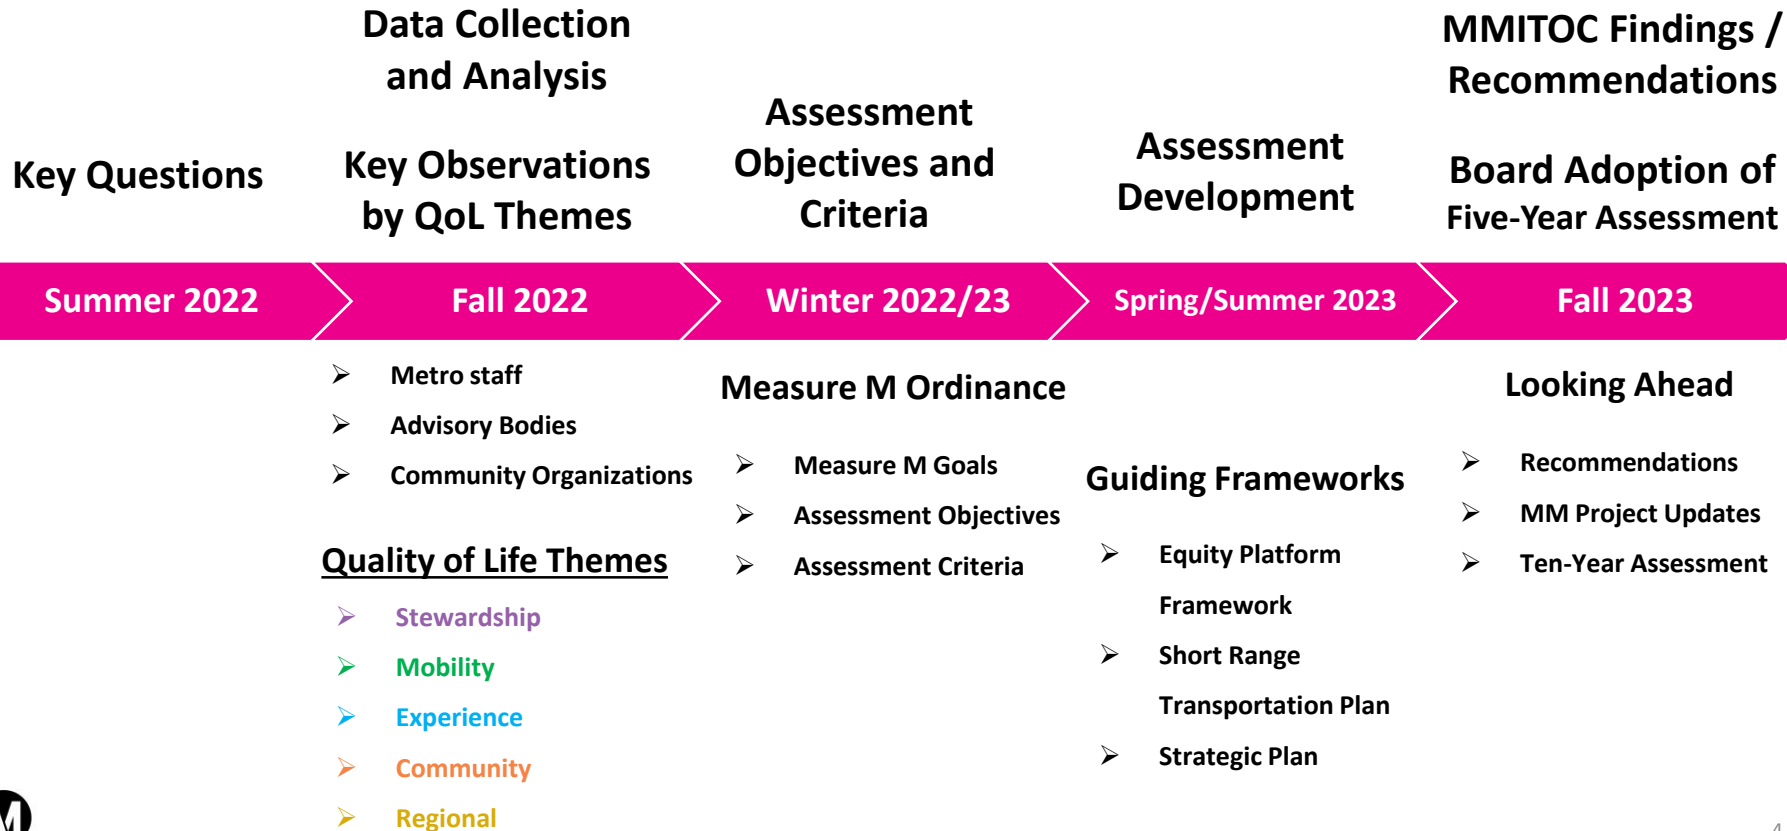 Key Questions
Data Collection
and Analysis
Key Observations
by QoL Themes
Assessment
Objectives and
Criteria
Assessment
Development
MMITOC Findings /
Recommendations
Board Adoption of
Five-Year Assessment
Summer 2022
Fall 2022
Winter 2022/23
Spring/Summer 2023
Fall 2023
➢ Metro staff
➢ Advisory Bodies
➢ Community Organizations
Quality of Life Themes
➢ Stewardship
➢ Mobility
➢ Experience
➢ Community
➢ Regional
Measure M Ordinance
➢ Measure M Goals
➢ Assessment Objectives
➢ Assessment Criteria
Guiding Frameworks
➢ Equity Platform
Framework
➢ Short Range
Transportation Plan
➢ Strategic Plan
Looking Ahead
➢ Recommendations
➢ MM Project Updates
➢ Ten-Year Assessment
M
4